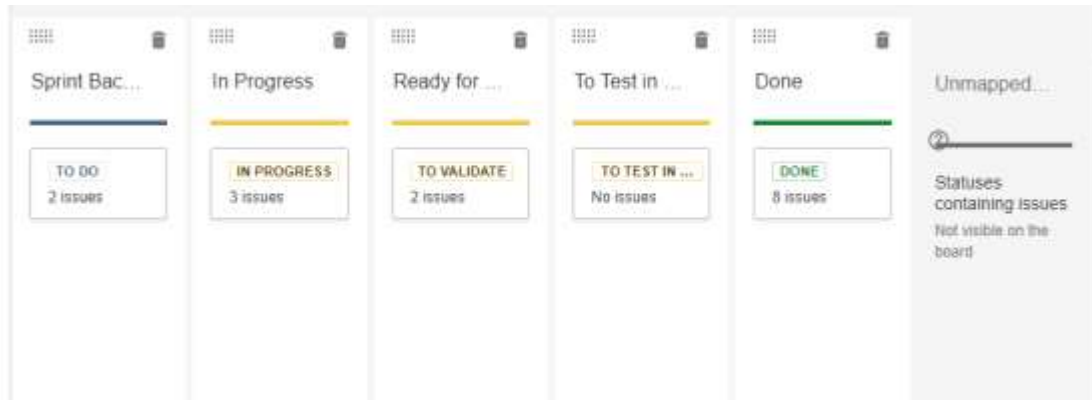 Sprint Bac...
In Progress
Ready for ...
To Test in ...
Done
Unmapped...
TO DO
2 issues
IN PROGRESS
3 issues
TO VALIDATE
2 issues
TO TEST IN ...
No issues
DONE
8 issues
?
Statuses
containing issues
Not visible on the
board